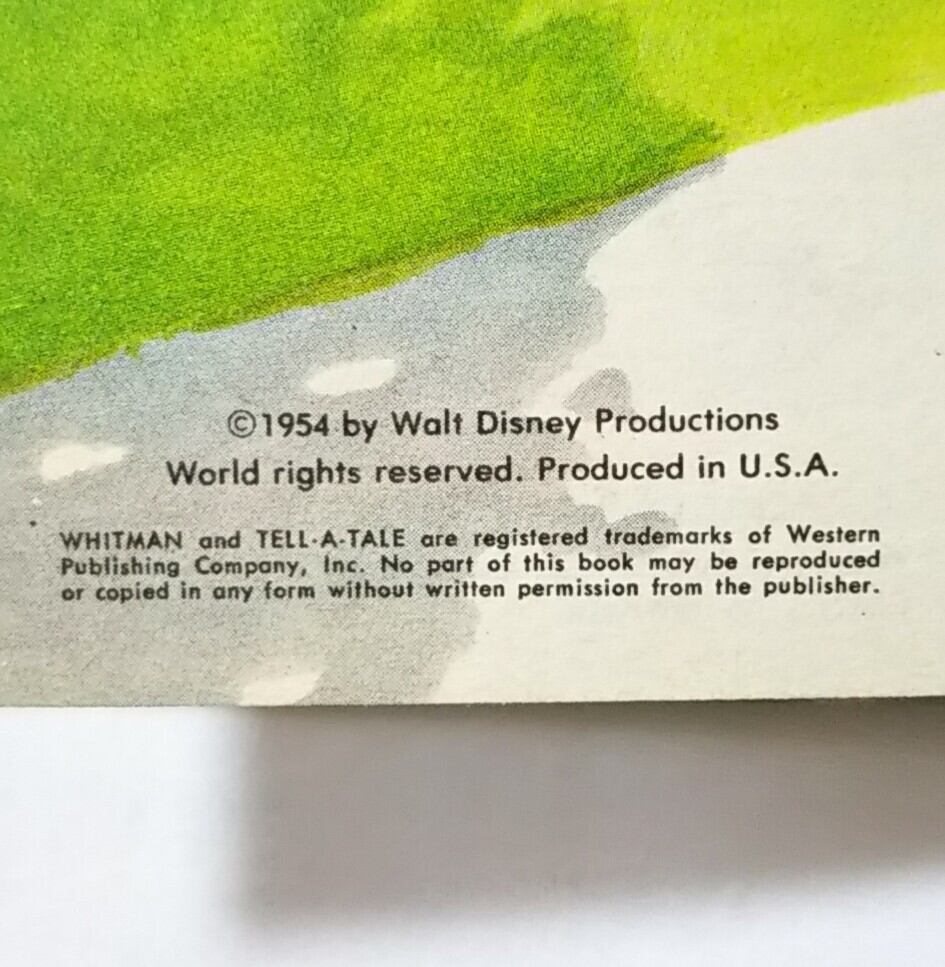 ©1954 by Walt Disney Productions
World rights reserved. Produced in U.S.A.
WHITMAN and TELL-A-TALE are registered trademarks of Western
Publishing Company, Inc. No part of this book may be reproduced
or copied in any form without written permission from the publisher.